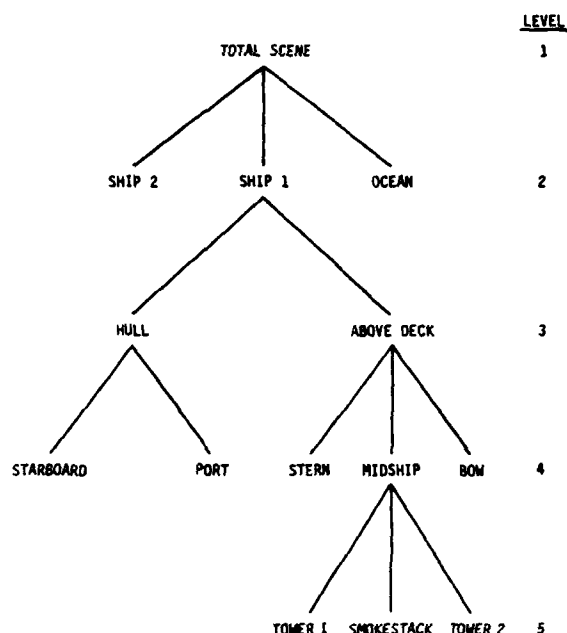 LEVEL
TOTAL SCENE 1
SHIP 2 SHIP 1 OCEAN 2
HULL ABOVE DECK 3
STARBOARD PORT STERN MIDSHIP BOW 4
TOWER 1 SMOKESTACK TOWER 2 5